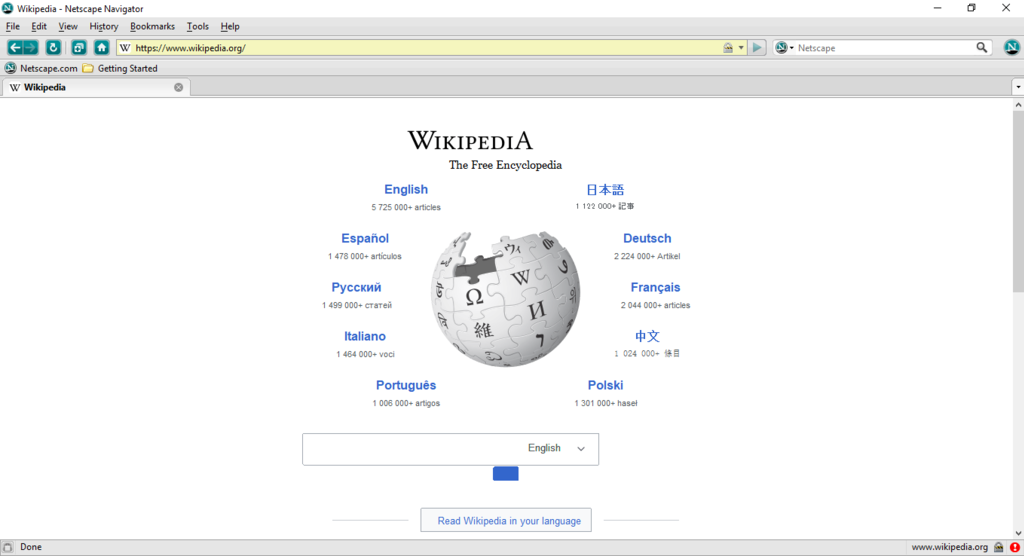 Wikipedia - Netscape Navigator
File Edit View History Bookmarks Tools Help
W https://www.wikipedia.org/ N Netscape
Netscape.com Getting Started
W Wikipedia
WIKIPEDIA
The Free Encyclopedia
English
5 725 000+ articles
日本語
1 122 000+ 記事
Español
1 478 000+ artículos
Deutsch
2 224 000+ Artikel
Русский
1 499 000+ статей
Français
2 044 000+ articles
Italiano
1 464 000+ voci
中文
1 024 000+ 條目
Português
1 006 000+ artigos
Polski
1 301 000+ haseł
ウィ
W
Ω
И
維
7
English
Read Wikipedia in your language
Done www.wikipedia.org